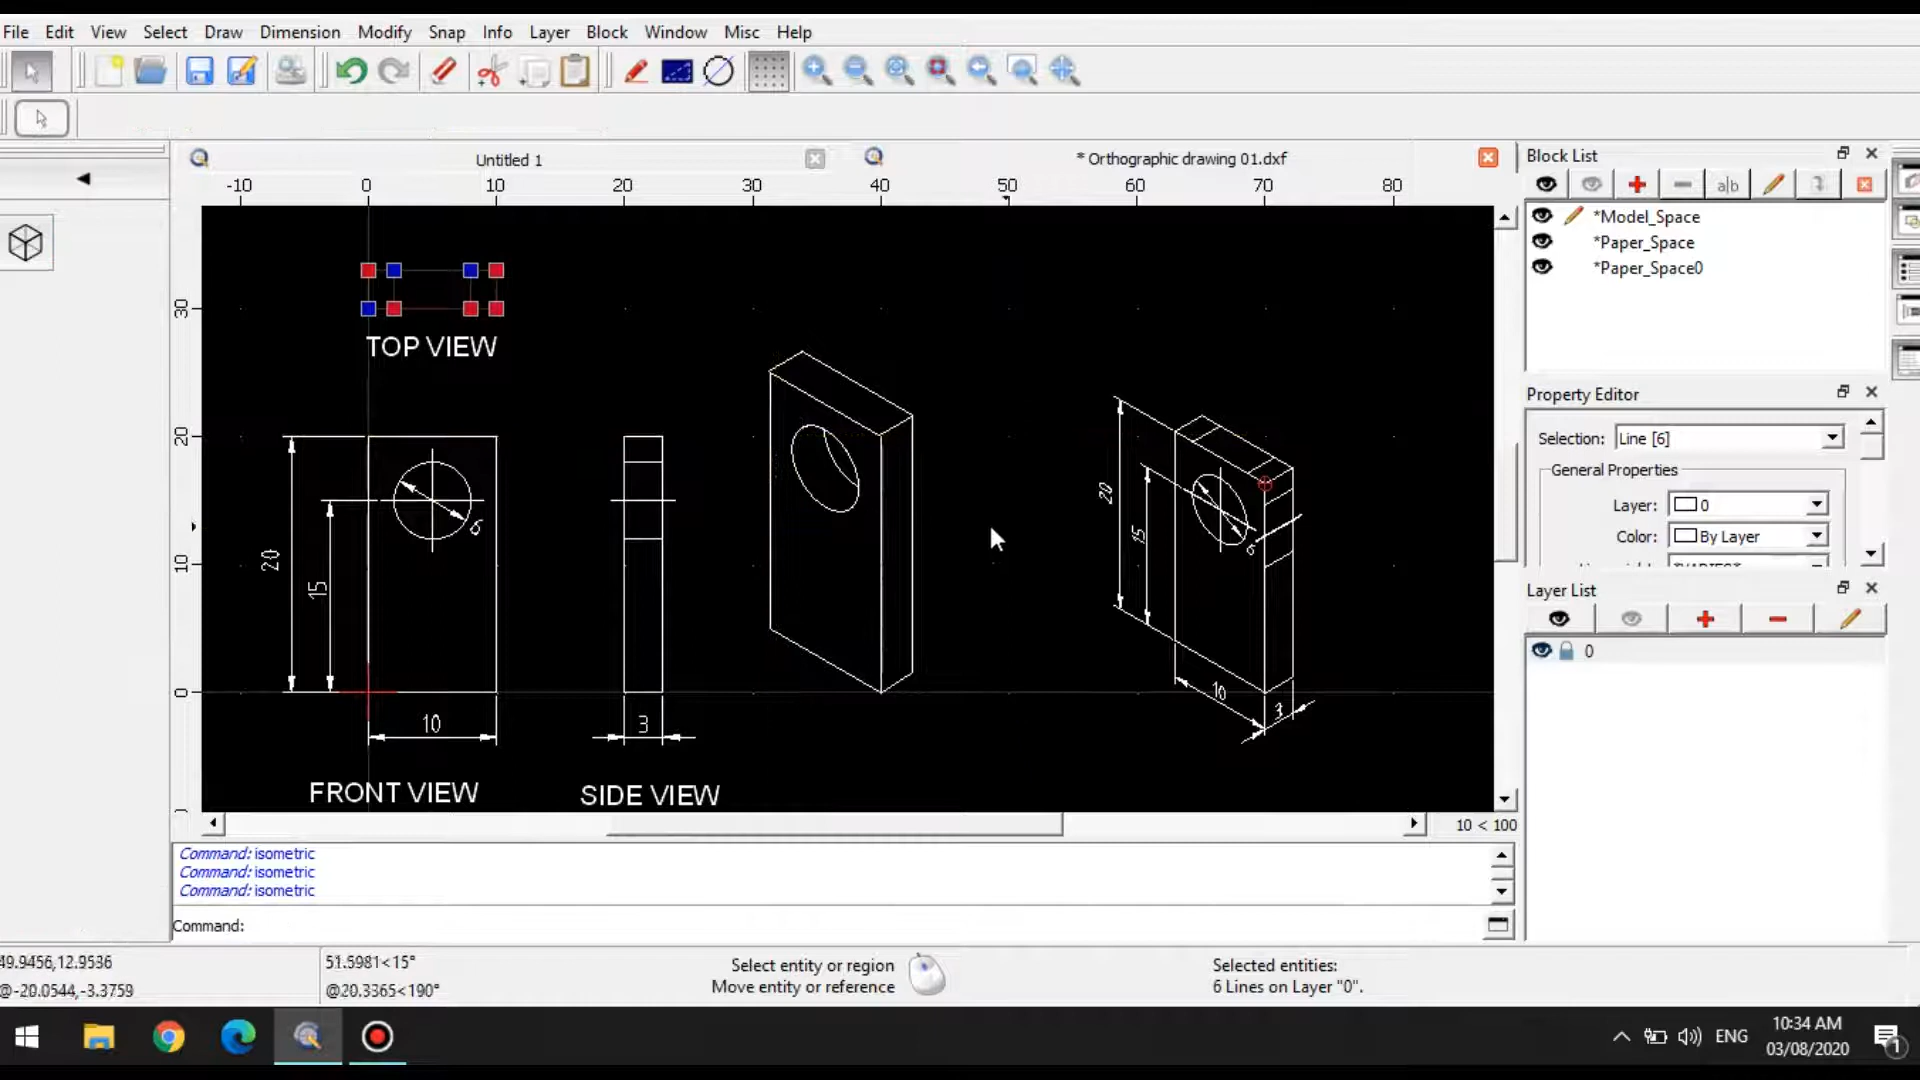 File Edit View Select Draw Dimension Modify Snap Info Layer Block Window Misc Help
Untitled 1
* Orthographic drawing 01.dxf
-10 0 10 20 30 40 50 60 70 80
30
20
10
0
TOP VIEW
20
15
6
10
3
FRONT VIEW
SIDE VIEW
20
15
6
10
3
10 < 100
Block List
a|b
*Model_Space
*Paper_Space
*Paper_Space0
Property Editor
Selection: Line [6]
General Properties
Layer: 0
Color: By Layer
Layer List
0
Command: isometric
Command: isometric
Command: isometric
Command:
49.9456,12.9536
@-20.0544,-3.3759
51.5981<15°
@20.3365<190°
Select entity or region
Move entity or reference
Selected entities:
6 Lines on Layer "0".
ENG
10:34 AM
03/08/2020
1